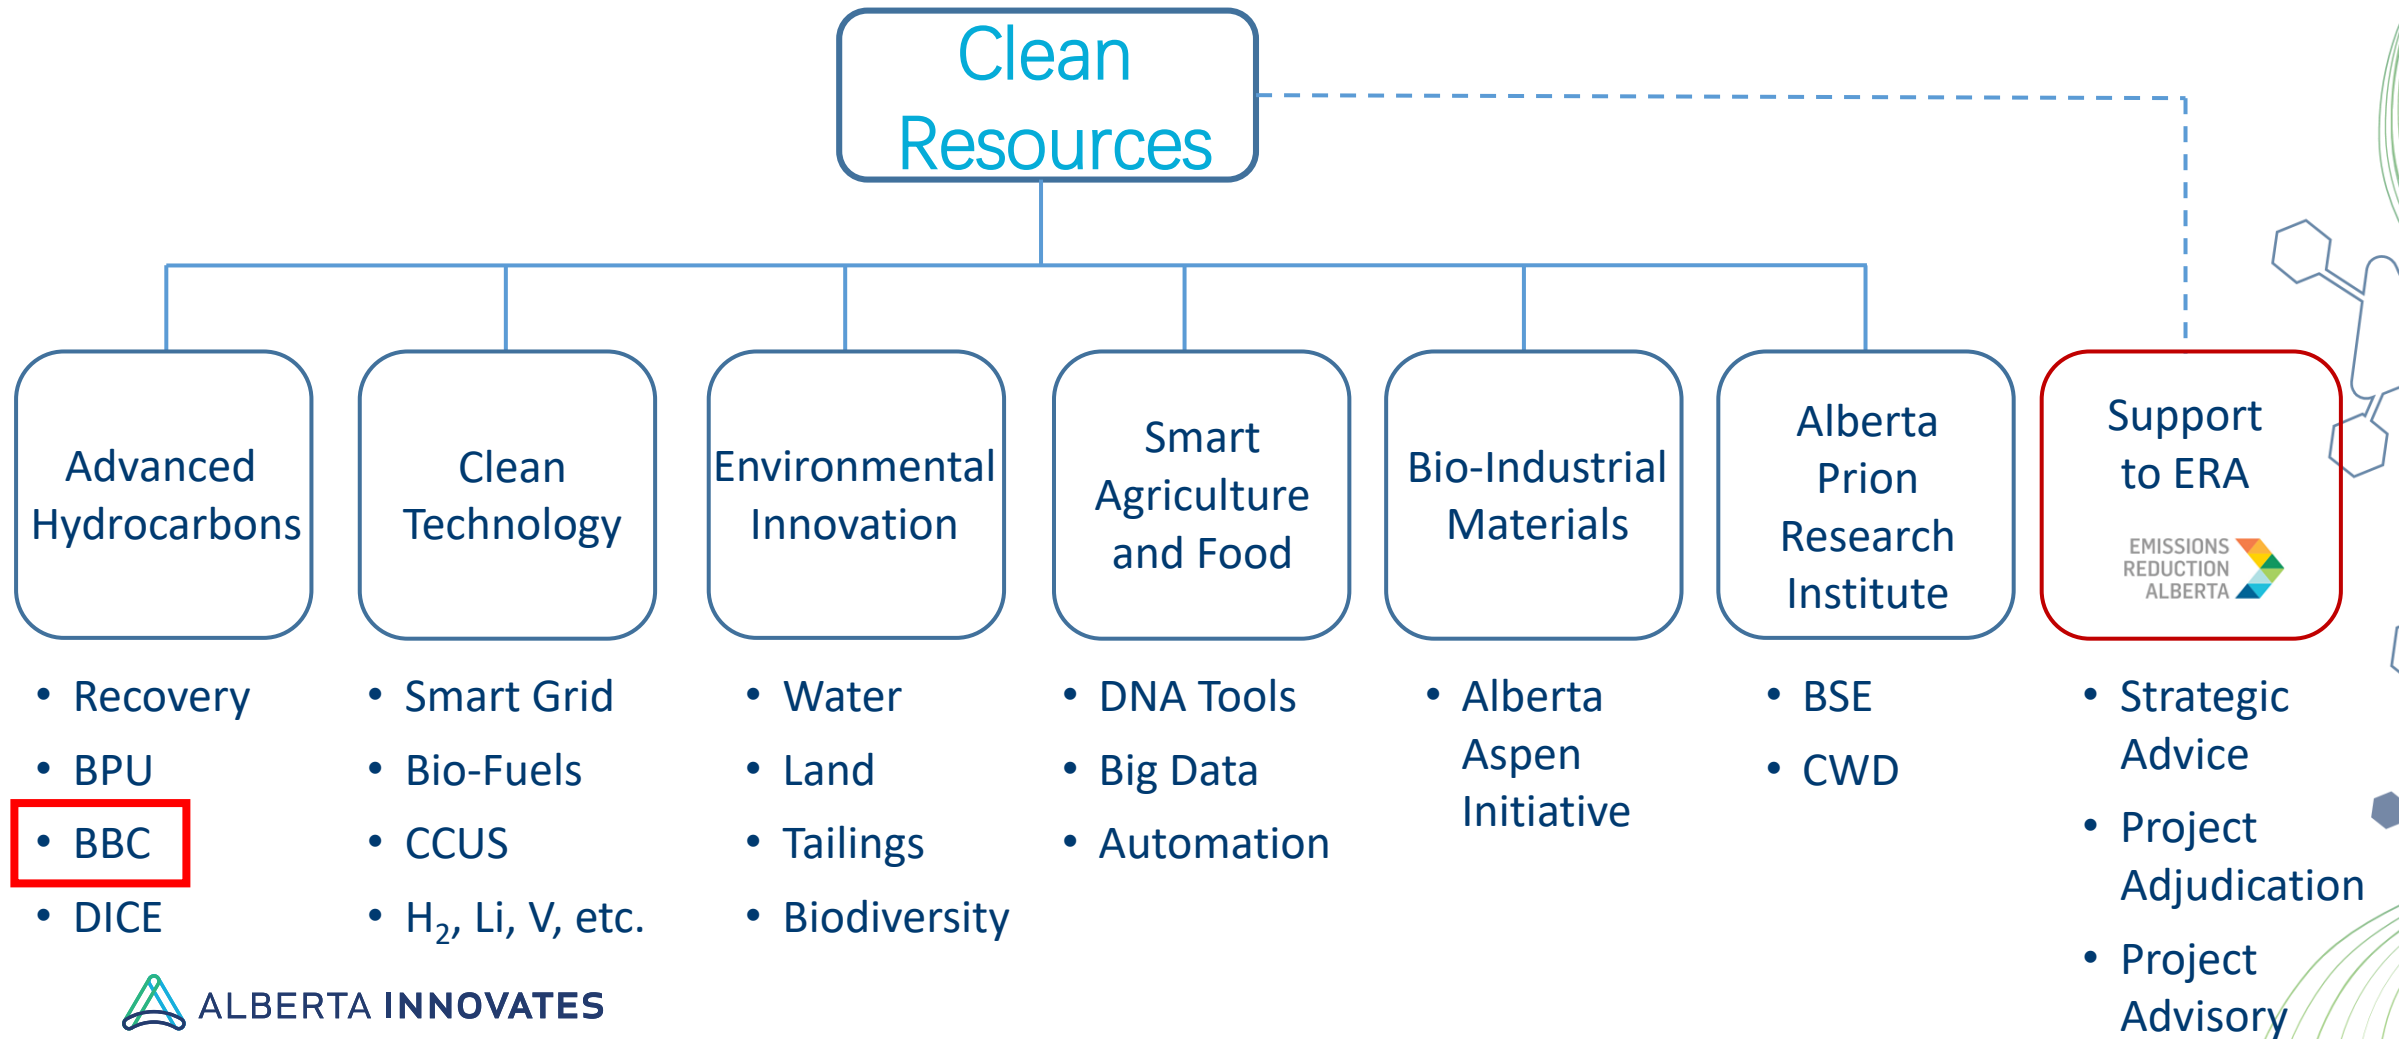 Clean
Resources
Advanced
Hydrocarbons
Clean
Technology
Environmental
Innovation
Smart
Agriculture
and Food
Bio-Industrial
Materials
Alberta
Prion
Research
Institute
Support
to ERA
EMISSIONS
REDUCTION
ALBERTA
• Recovery
• BPU
• BBC
• DICE
• Smart Grid
• Bio-Fuels
• CCUS
• H₂, Li, V, etc.
• Water
• Land
• Tailings
• Biodiversity
• DNA Tools
• Big Data
• Automation
• Alberta
Aspen
Initiative
• BSE
• CWD
• Strategic
Advice
• Project
Adjudication
• Project
Advisory
ALBERTA INNOVATES